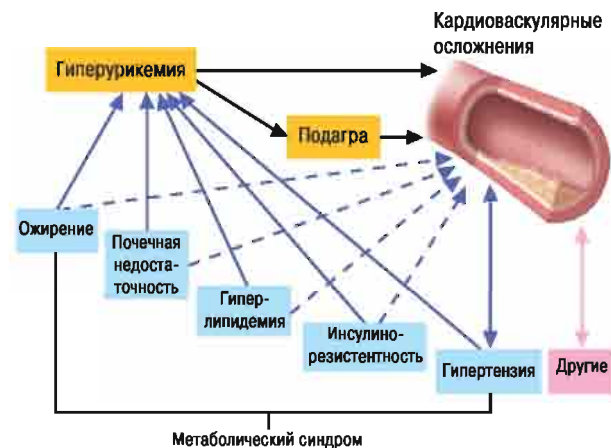 Кардиоваскулярные
осложнения
Гиперурикемия
Подагра
Ожирение
Почечная
недоста-
точность
Гипер-
липидемия
Инсулино-
резистентность
Гипертензия
Другие
Метаболический синдром